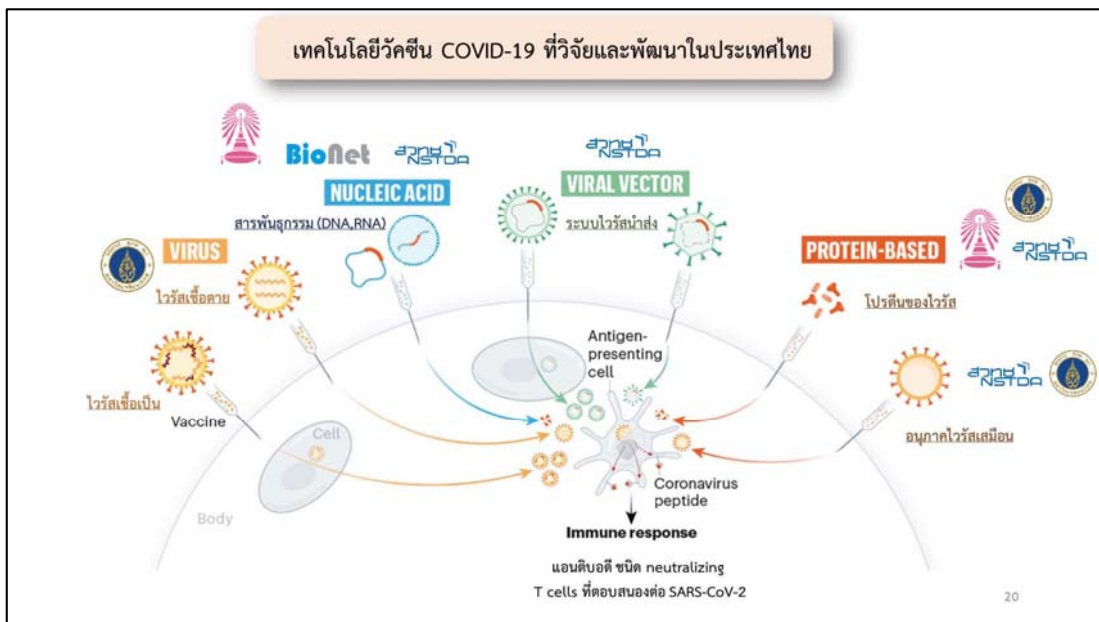 เทคโนโลยีวัคซีน COVID-19 ที่วิจัยและพัฒนาในประเทศไทย
BioNet
สวทช
NSTDA
สวทช
NSTDA
NUCLEIC ACID
สารพันธุกรรม (DNA,RNA)
VIRAL VECTOR
ระบบไวรัสนำส่ง
PROTEIN-BASED
สวทช
NSTDA
โปรตีนของไวรัส
VIRUS
ไวรัสเชื้อตาย
ไวรัสเชื้อเป็น
Vaccine
Antigen-
presenting
cell
สวทช
NSTDA
อนุภาคไวรัสเสมือน
Cell
Body
Coronavirus
peptide
Immune response
แอนติบอดี ชนิด neutralizing
T cells ที่ตอบสนองต่อ SARS-CoV-2
20